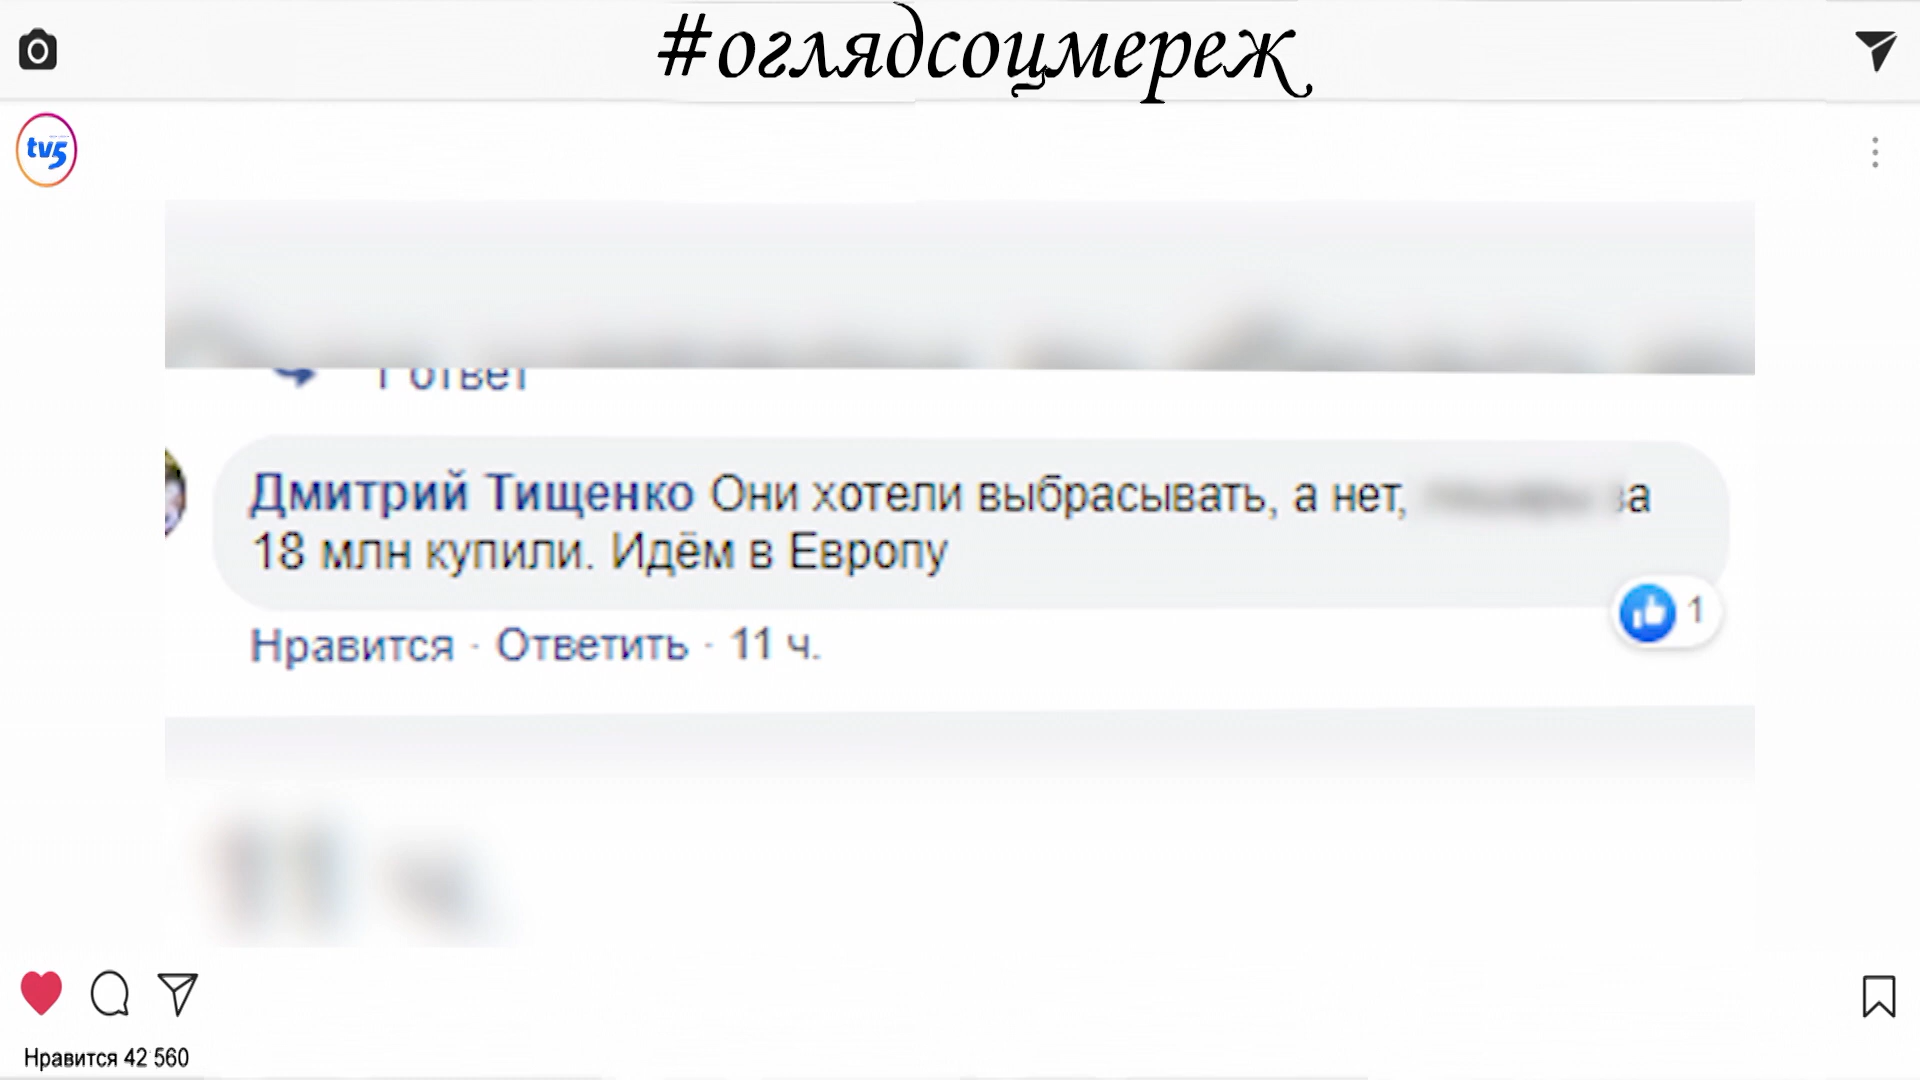 #оглядсоцмереж
tv5
1 ответ
Дмитрий Тищенко Они хотели выбрасывать, а нет, за
18 млн купили. Идём в Европу
1
Нравится · Ответить · 11 ч.
Нравится 42 560